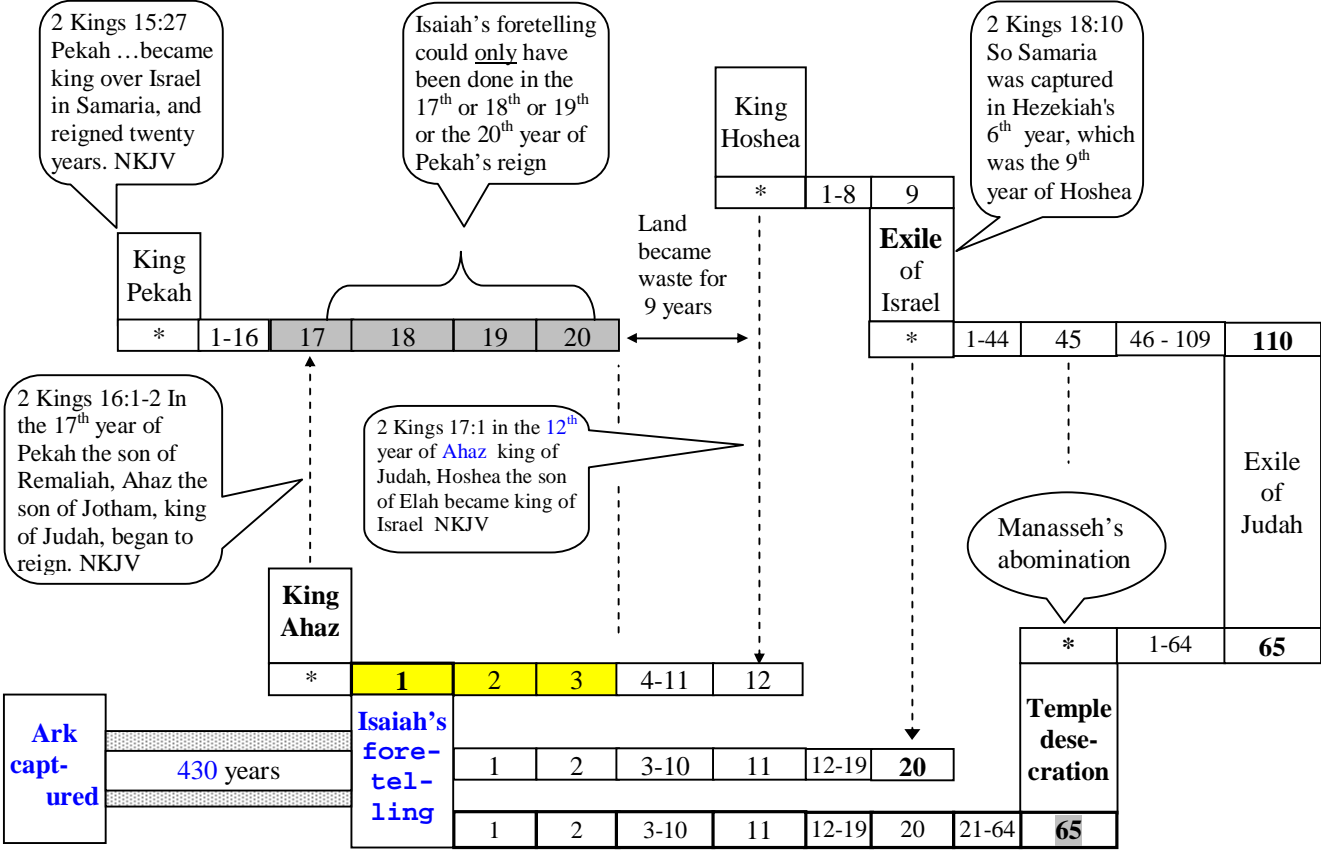 2 Kings 15:27
Pekah …became
king over Israel
in Samaria, and
reigned twenty
years. NKJV
Isaiah’s foretelling
could only have
been done in the
17th or 18th or 19th
or the 20th year of
Pekah’s reign
2 Kings 18:10
So Samaria
was captured
in Hezekiah's
6th year, which
was the 9th
year of Hoshea
King
Hoshea
* 1-8 9
Exile
of
Israel
Land
became
waste for
9 years
King
Pekah
* 1-16 17 18 19 20
* 1-44 45 46 - 109 110
2 Kings 16:1-2 In
the 17th year of
Pekah the son of
Remaliah, Ahaz the
son of Jotham, king
of Judah, began to
reign. NKJV
2 Kings 17:1 in the 12th
year of Ahaz king of
Judah, Hoshea the son
of Elah became king of
Israel NKJV
Exile
of
Judah
Manasseh’s
abomination
King
Ahaz
* 1-64 65
* 1 2 3 4-11 12
Ark
capt-
ured
430 years
Isaiah’s
fore-
tel-
ling
Temple
dese-
cration
1 2 3-10 11 12-19 20
1 2 3-10 11 12-19 20 21-64 65